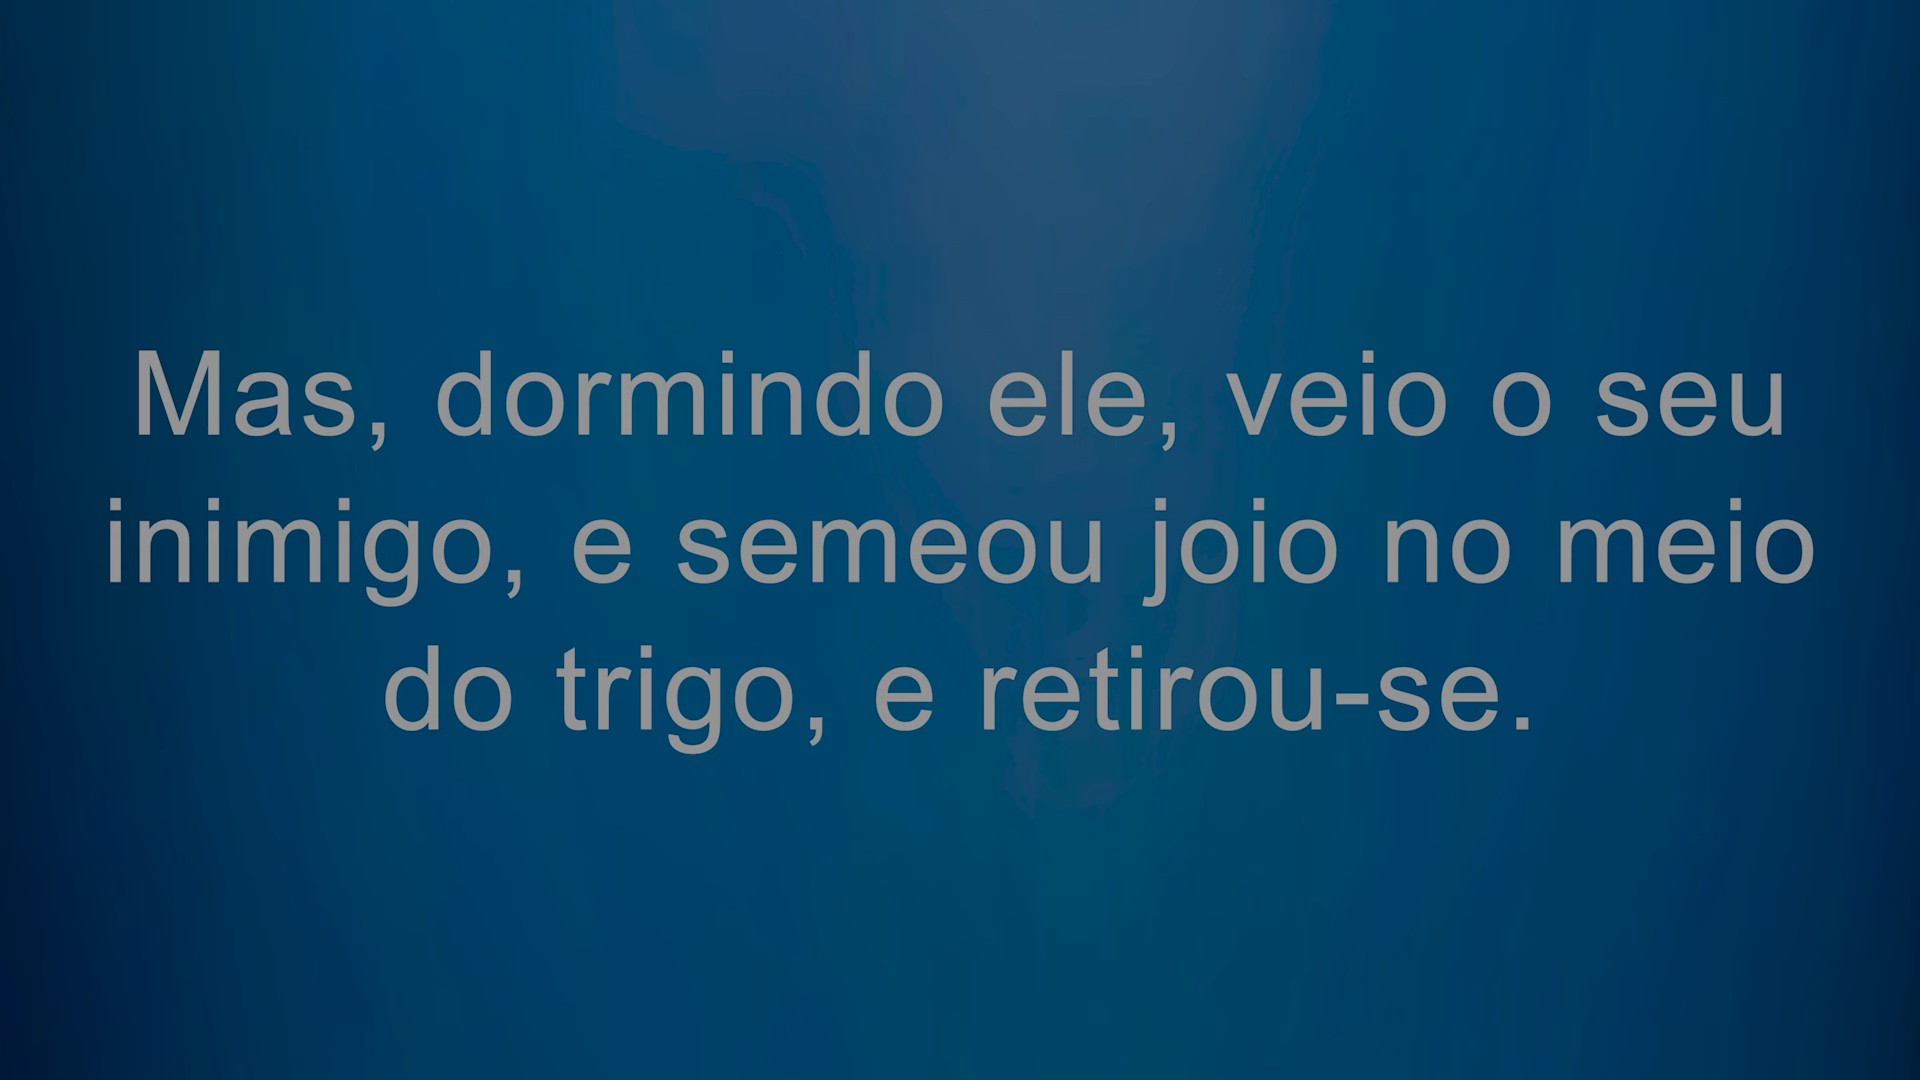 Mas, dormindo ele, veio o seu
inimigo, e semeou joio no meio
do trigo, e retirou-se.